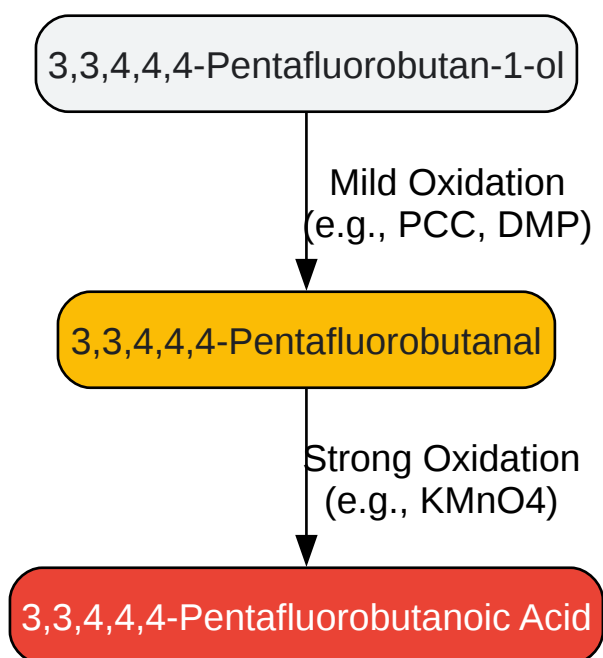 3,3,4,4,4-Pentafluorobutan-1-ol
Mild Oxidation
(e.g., PCC, DMP)
3,3,4,4,4-Pentafluorobutanal
Strong Oxidation
(e.g., KMnO4)
3,3,4,4,4-Pentafluorobutanoic Acid